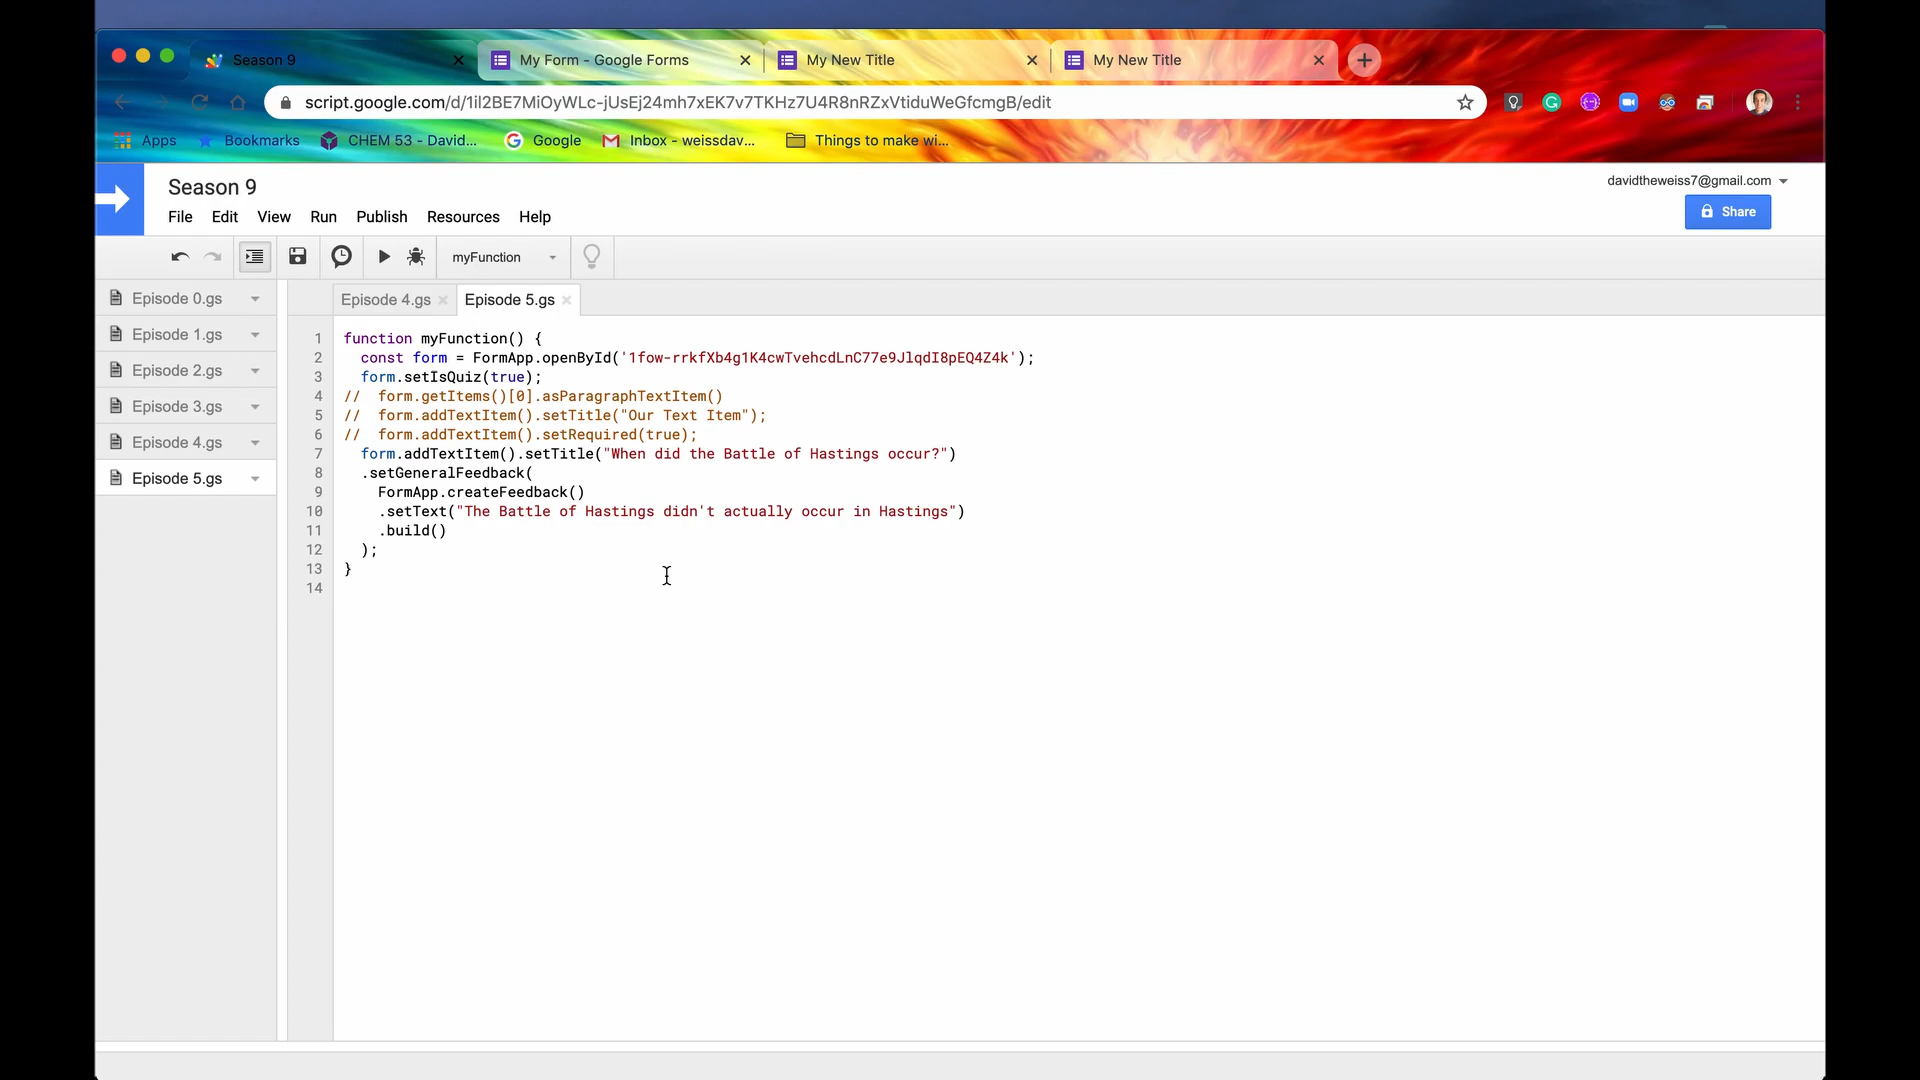 Season 9
My Form - Google Forms
My New Title
My New Title
script.google.com/d/1il2BE7MiOyWLc-jUsEj24mh7xEK7v7TKHz7U4R8nRZxVtiduWeGfcmgB/edit
Apps
Bookmarks
CHEM 53 - David...
Google
Inbox - weissdav...
Things to make wi...
Season 9
davidtheweiss7@gmail.com
File Edit View Run Publish Resources Help
Share
myFunction
Episode 0.gs
Episode 1.gs
Episode 2.gs
Episode 3.gs
Episode 4.gs
Episode 5.gs
Episode 4.gs
Episode 5.gs
1 function myFunction() {
2 const form = FormApp.openById('1fow-rrkfXb4g1K4cwTvehcdLnC77e9JlqdI8pEQ4Z4k');
3 form.setIsQuiz(true);
4 // form.getItems()[0].asParagraphTextItem()
5 // form.addTextItem().setTitle("Our Text Item");
6 // form.addTextItem().setRequired(true);
7 form.addTextItem().setTitle("When did the Battle of Hastings occur?")
8 .setGeneralFeedback(
9 FormApp.createFeedback()
10 .setText("The Battle of Hastings didn't actually occur in Hastings")
11 .build()
12 );
13 }
14